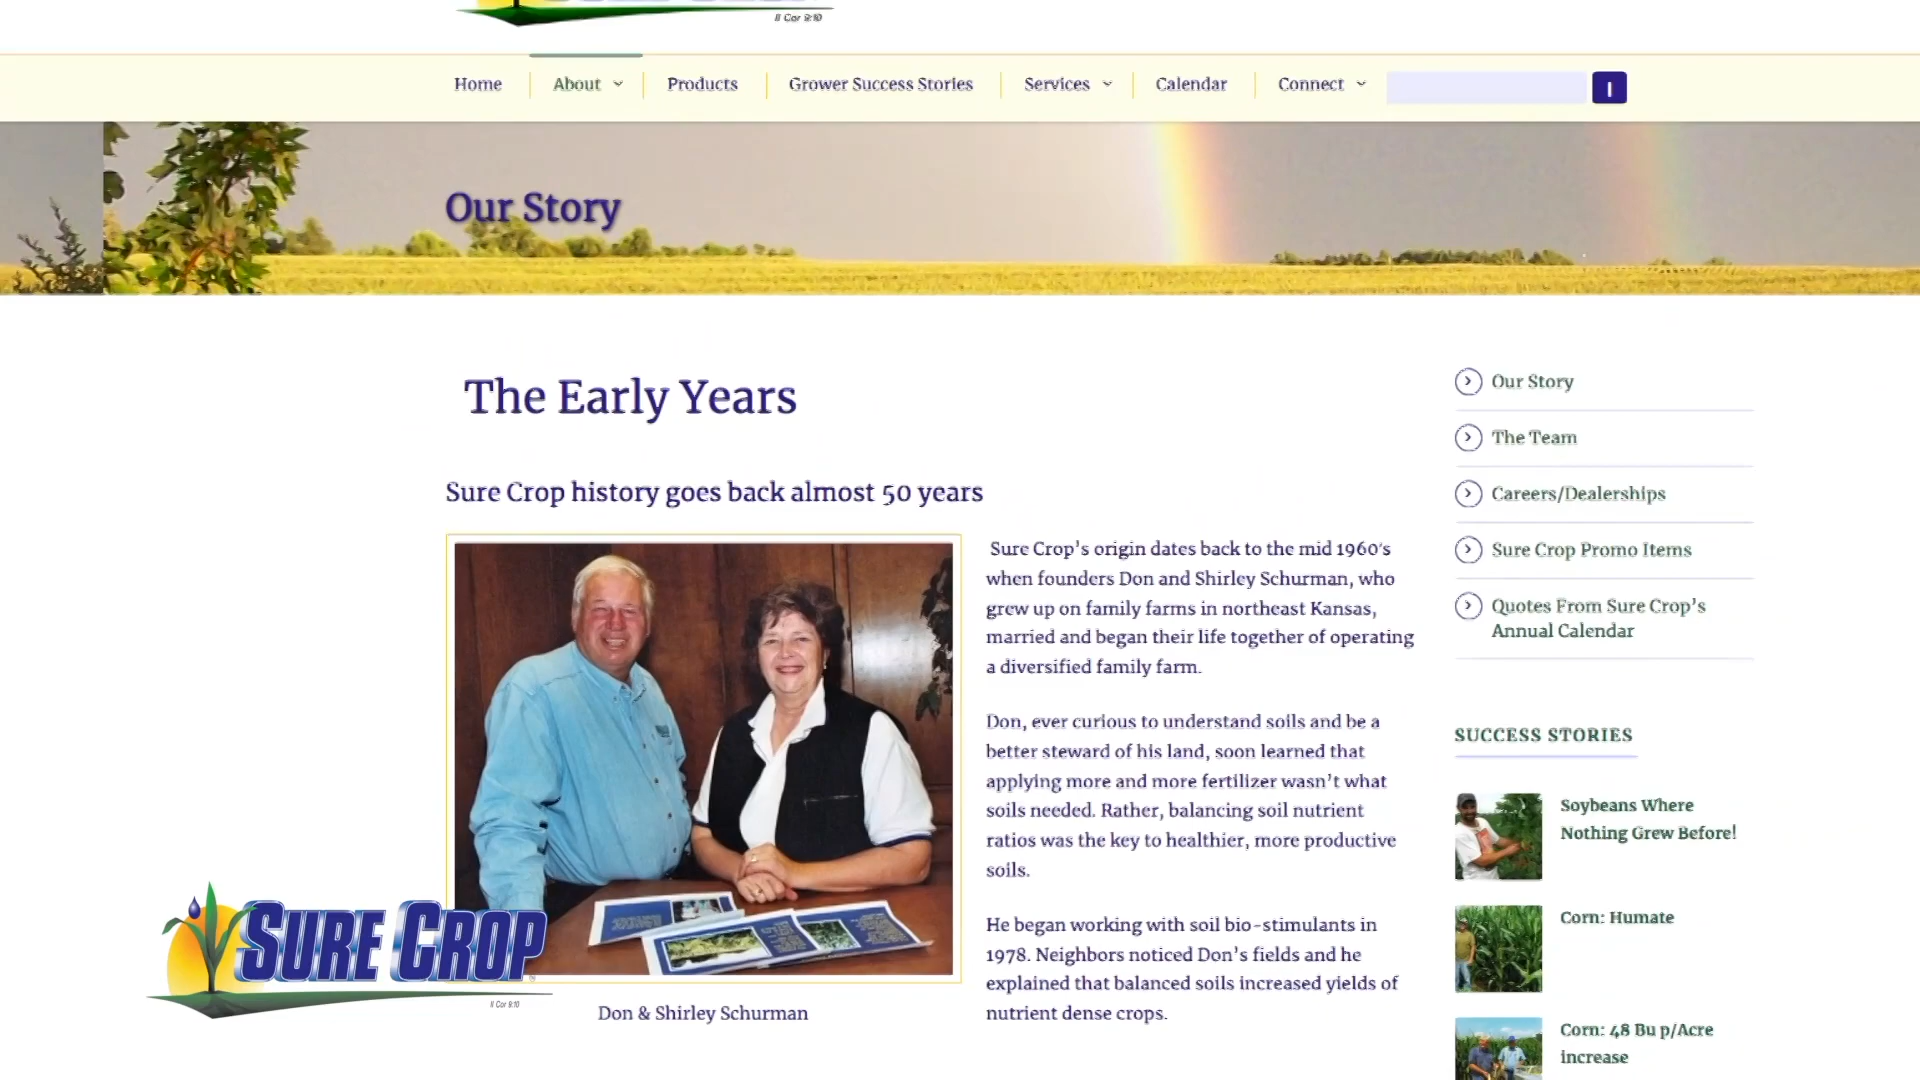 II Cor 9:10
Home
About
Products
Grower Success Stories
Services
Calendar
Connect
Our Story
The Early Years
Sure Crop history goes back almost 50 years
Sure Crop's origin dates back to the mid 1960's
when founders Don and Shirley Schurman, who
grew up on family farms in northeast Kansas,
married and began their life together of operating
a diversified family farm.
Don, ever curious to understand soils and be a
better steward of his land, soon learned that
applying more and more fertilizer wasn't what
soils needed. Rather, balancing soil nutrient
ratios was the key to healthier, more productive
soils.
He began working with soil bio-stimulants in
1978. Neighbors noticed Don's fields and he
explained that balanced soils increased yields of
nutrient dense crops.
Don & Shirley Schurman
Our Story
The Team
Careers/Dealerships
Sure Crop Promo Items
Quotes From Sure Crop's
Annual Calendar
SUCCESS STORIES
Soybeans Where
Nothing Grew Before!
Corn: Humate
Corn: 48 Bu p/Acre
increase
SURE CROP
II Cor 9:10